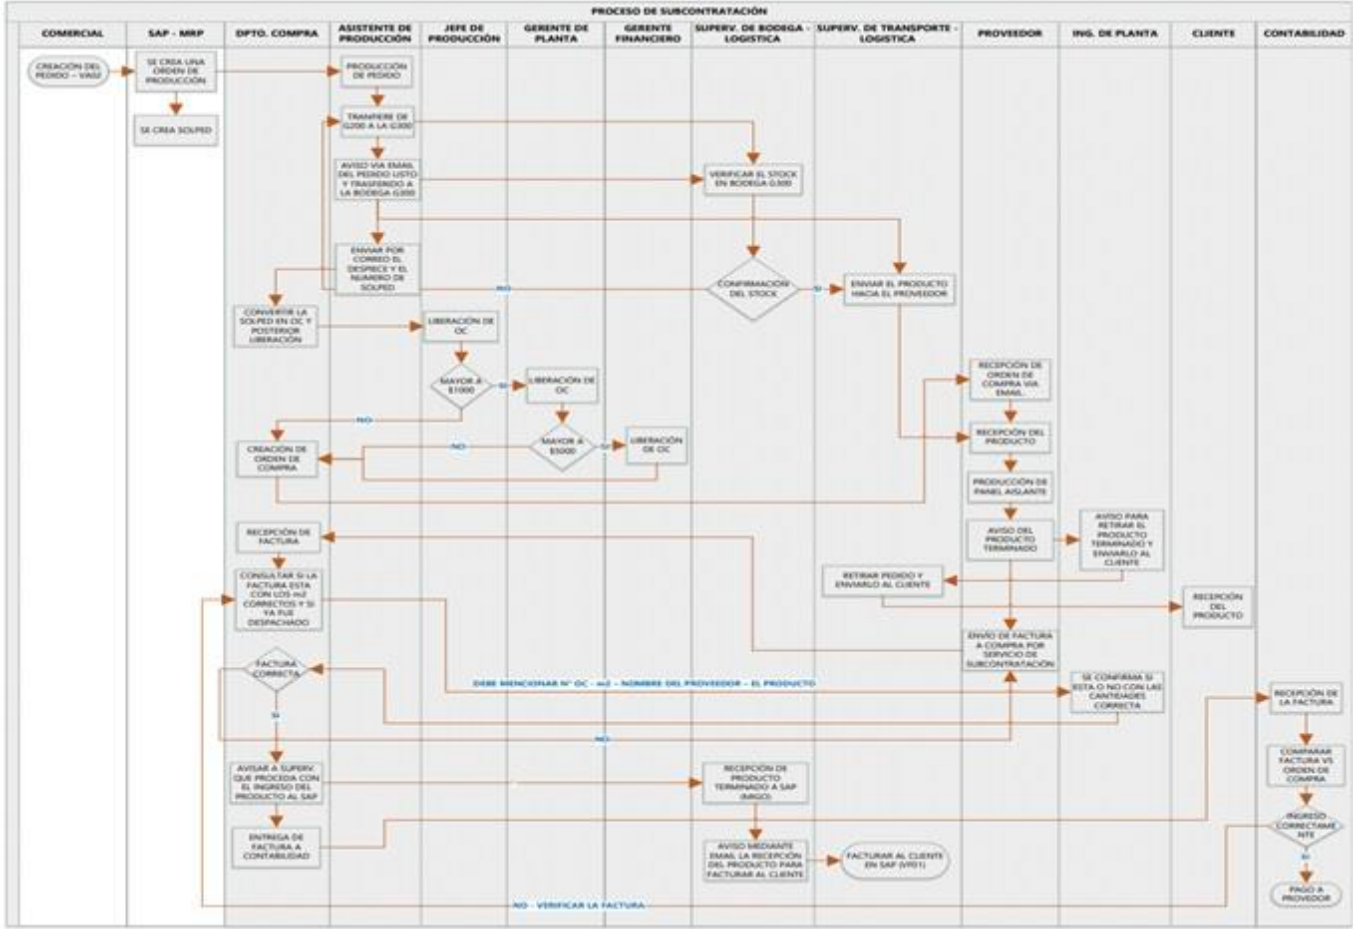 PROCESO DE SUBCONTRATACIÓN
COMERCIAL
SAP - MRP
DPTO. COMPRA
ASISTENTE DE
PRODUCCIÓN
JEFE DE
PRODUCCIÓN
GERENTE DE
PLANTA
GERENTE
FINANCIERO
SUPERV. DE BODEGA -
LOGISTICA
SUPERV. DE TRANSPORTE -
LOGISTICA
PROVEEDOR
ING. DE PLANTA
CLIENTE
CONTABILIDAD
CREACIÓN DEL
PEDIDO – VA02
SE CREA UNA
ORDEN DE
PRODUCCIÓN
PRODUCCIÓN
DE PEDIDO
SE CREA SOLPED
TRANFIERE DE
G200 A LA G300
AVISO VIA EMAIL
DEL PEDIDO LISTO
Y TRASFERIDO A
LA BODEGA G300
VERIFICAR EL STOCK
EN BODEGA G300
ENVIAR POR
CORREO EL
DESPIECE Y EL
NUMERO DE
SOLPED
NO
CONFIRMACIÓN
DEL STOCK
SI
ENVIAR EL PRODUCTO
HACIA EL PROVEEDOR
CONVERTIR LA
SOLPED EN OC Y
POSTERIOR
LIBERACIÓN
LIBERACIÓN DE
OC
MAYOR A
$1000
SI
LIBERACIÓN DE
OC
NO
MAYOR A
$5000
SI
LIBERACIÓN
DE OC
NO
CREACIÓN DE
ORDEN DE
COMPRA
RECEPCIÓN DE
ORDEN DE
COMPRA VIA
EMAIL.
RECEPCIÓN DEL
PRODUCTO
PRODUCCIÓN DE
PANEL AISLANTE
AVISO DEL
PRODUCTO
TERMINADO
AVISO PARA
RETIRAR EL
PRODUCTO
TERMINADO Y
ENVIARLO AL
CLIENTE
RECEPCIÓN DE
FACTURA
RETIRAR PEDIDO Y
ENVIARLO AL CLIENTE
RECEPCIÓN
DEL
PRODUCTO
CONSULTAR SI LA
FACTURA ESTA
CON LOS m2
CORRECTOS Y SI
YA FUE
DESPACHADO
ENVÍO DE FACTURA
A COMPRA POR
SERVICIO DE
SUBCONTRATACIÓN
FACTURA
CORRECTA
DEBE MENCIONAR N° OC - m2 – NOMBRE DEL PROVEEDOR – EL PRODUCTO
SE CONFIRMA SI
ESTA O NO CON LAS
CANTIDADES
CORRECTA
RECEPCIÓN DE
LA FACTURA
SI
NO
COMPARAR
FACTURA VS
ORDEN DE
COMPRA
AVISAR A SUPERV.
QUE PROCEDA CON
EL INGRESO DEL
PRODUCTO AL SAP
RECEPCIÓN DE
PRODUCTO
TERMINADO A SAP
(MIGO)
INGRESO
CORRECTAME
NTE
ENTREGA DE
FACTURA A
CONTABILIDAD
AVISO MEDIANTE
EMAIL LA RECEPCIÓN
DEL PRODUCTO PARA
FACTURAR AL CLIENTE
FACTURAR AL CLIENTE
EN SAP (VF01)
SI
PAGO A
PROVEDOR
NO - VERIFICAR LA FACTURA